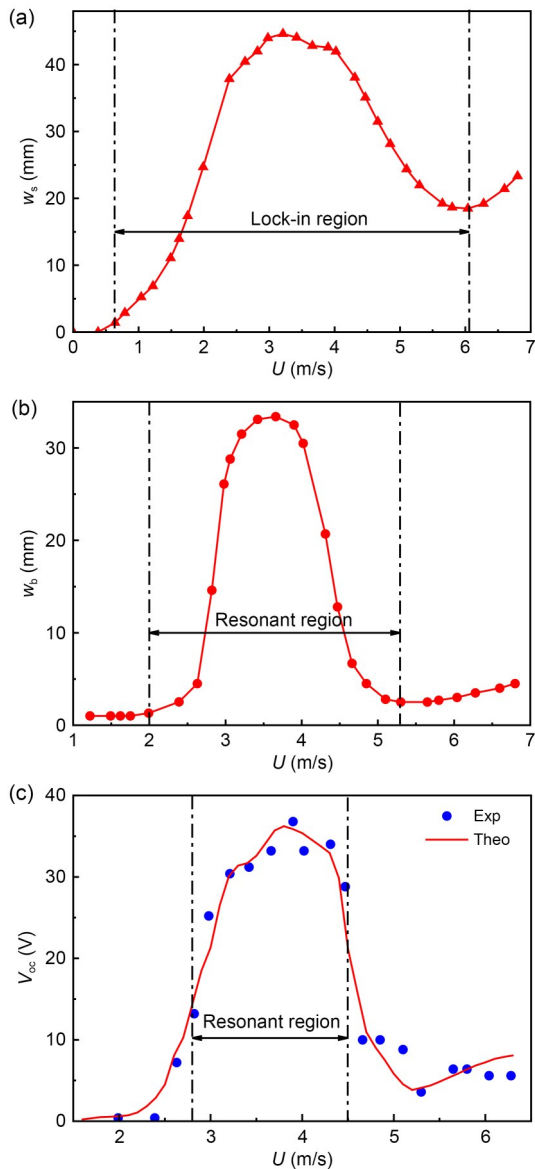 (a)
40
30
20
10
0
w_s (mm)
Lock-in region
0 1 2 3 4 5 6 7
U (m/s)
(b)
30
20
10
0
w_b (mm)
Resonant region
1 2 3 4 5 6 7
U (m/s)
(c)
40
30
20
10
0
V_oc (V)
Exp
Theo
Resonant region
2 3 4 5 6
U (m/s)